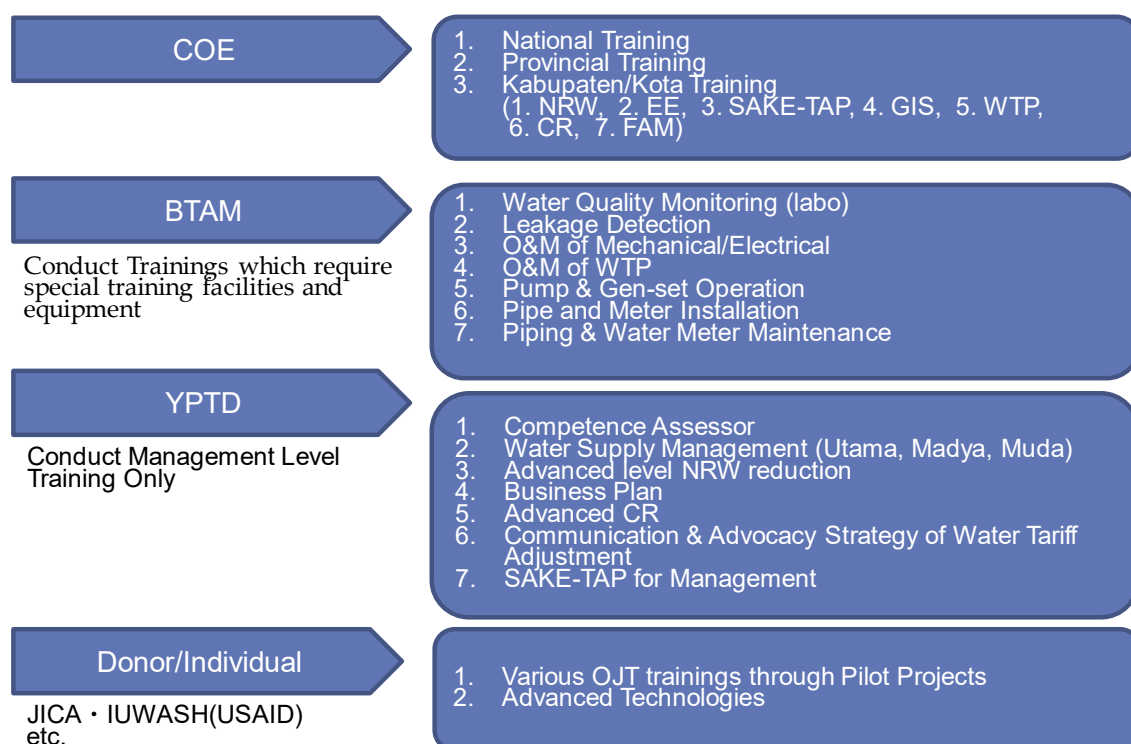 COE
1. National Training
2. Provincial Training
3. Kabupaten/Kota Training
(1. NRW, 2. EE, 3. SAKE-TAP, 4. GIS, 5. WTP,
6. CR, 7. FAM)
BTAM
Conduct Trainings which require
special training facilities and
equipment
1. Water Quality Monitoring (labo)
2. Leakage Detection
3. O&M of Mechanical/Electrical
4. O&M of WTP
5. Pump & Gen-set Operation
6. Pipe and Meter Installation
7. Piping & Water Meter Maintenance
YPTD
Conduct Management Level
Training Only
1. Competence Assessor
2. Water Supply Management (Utama, Madya, Muda)
3. Advanced level NRW reduction
4. Business Plan
5. Advanced CR
6. Communication & Advocacy Strategy of Water Tariff
Adjustment
7. SAKE-TAP for Management
Donor/Individual
JICA・IUWASH(USAID)
etc.
1. Various OJT trainings through Pilot Projects
2. Advanced Technologies